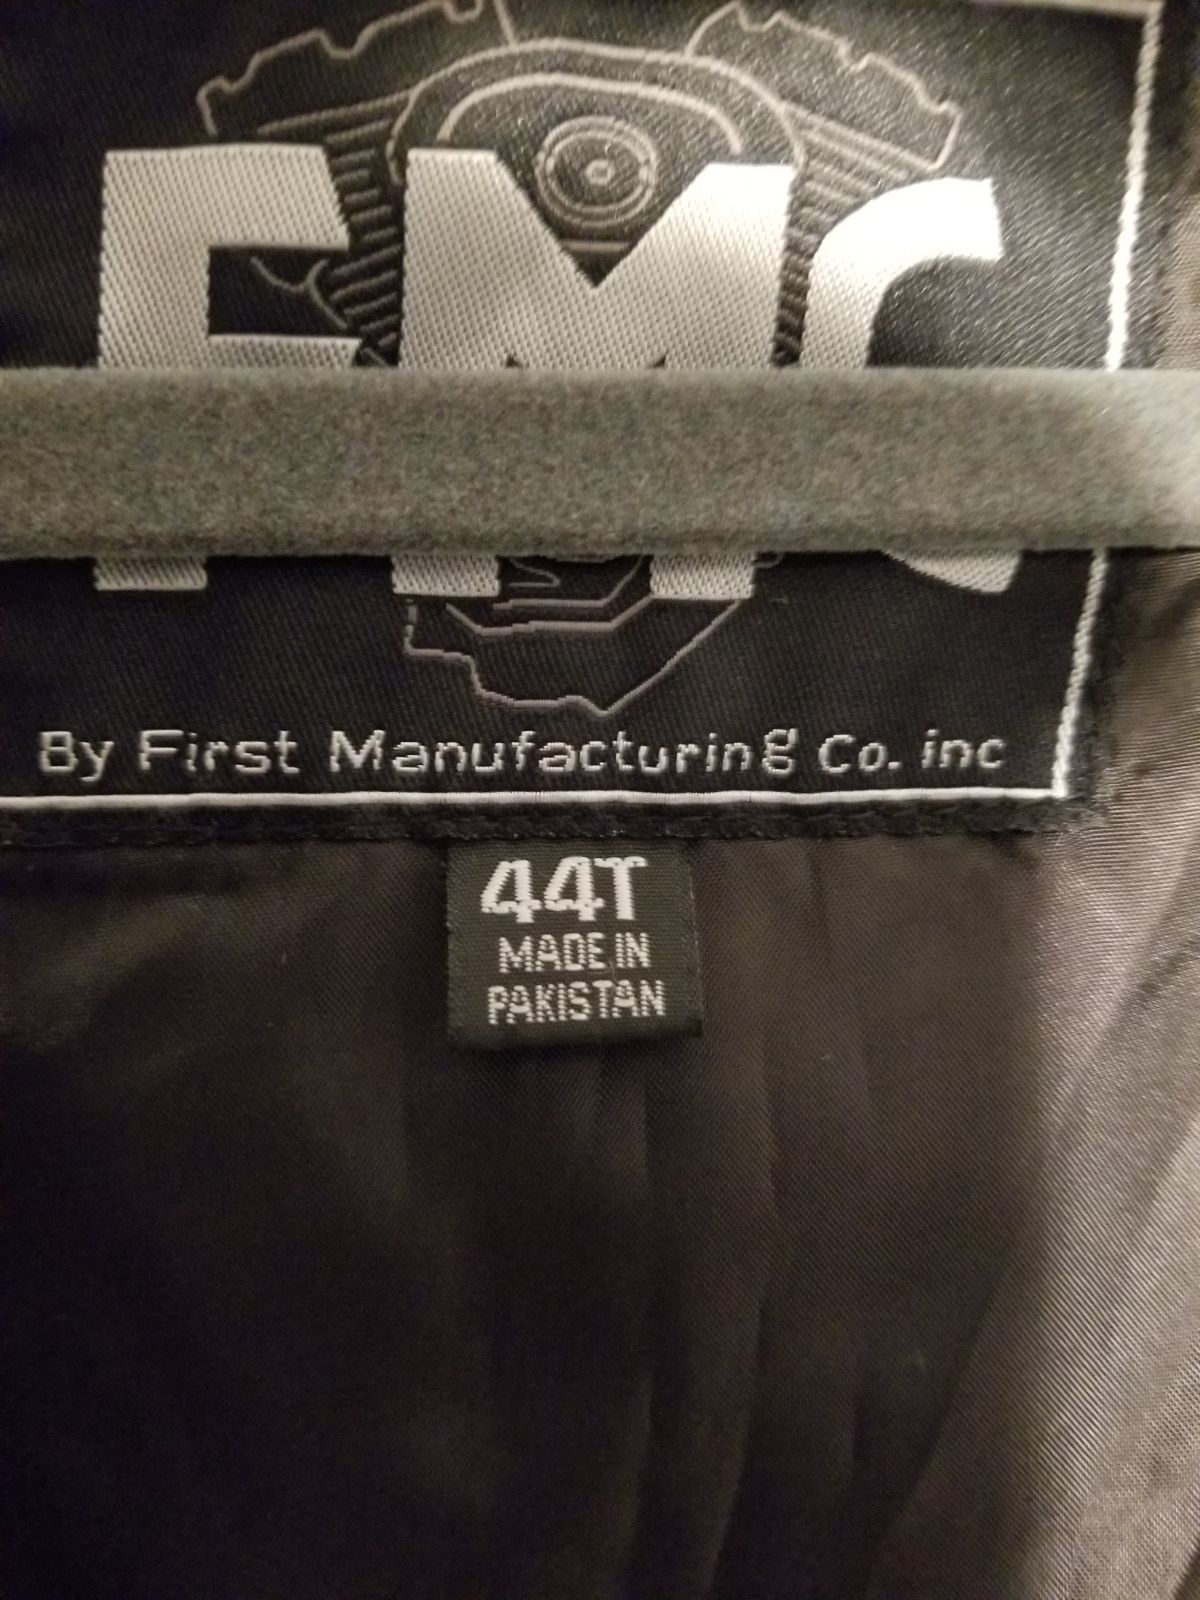 FMC
By First Manufacturing Co. inc
44T
MADE IN
PAKISTAN